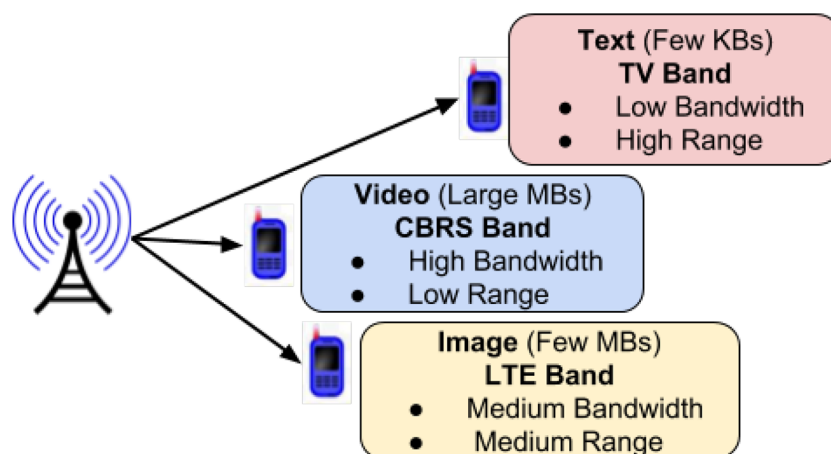 Text (Few KBs)
TV Band
● Low Bandwidth
● High Range
Video (Large MBs)
CBRS Band
● High Bandwidth
● Low Range
Image (Few MBs)
LTE Band
● Medium Bandwidth
● Medium Range